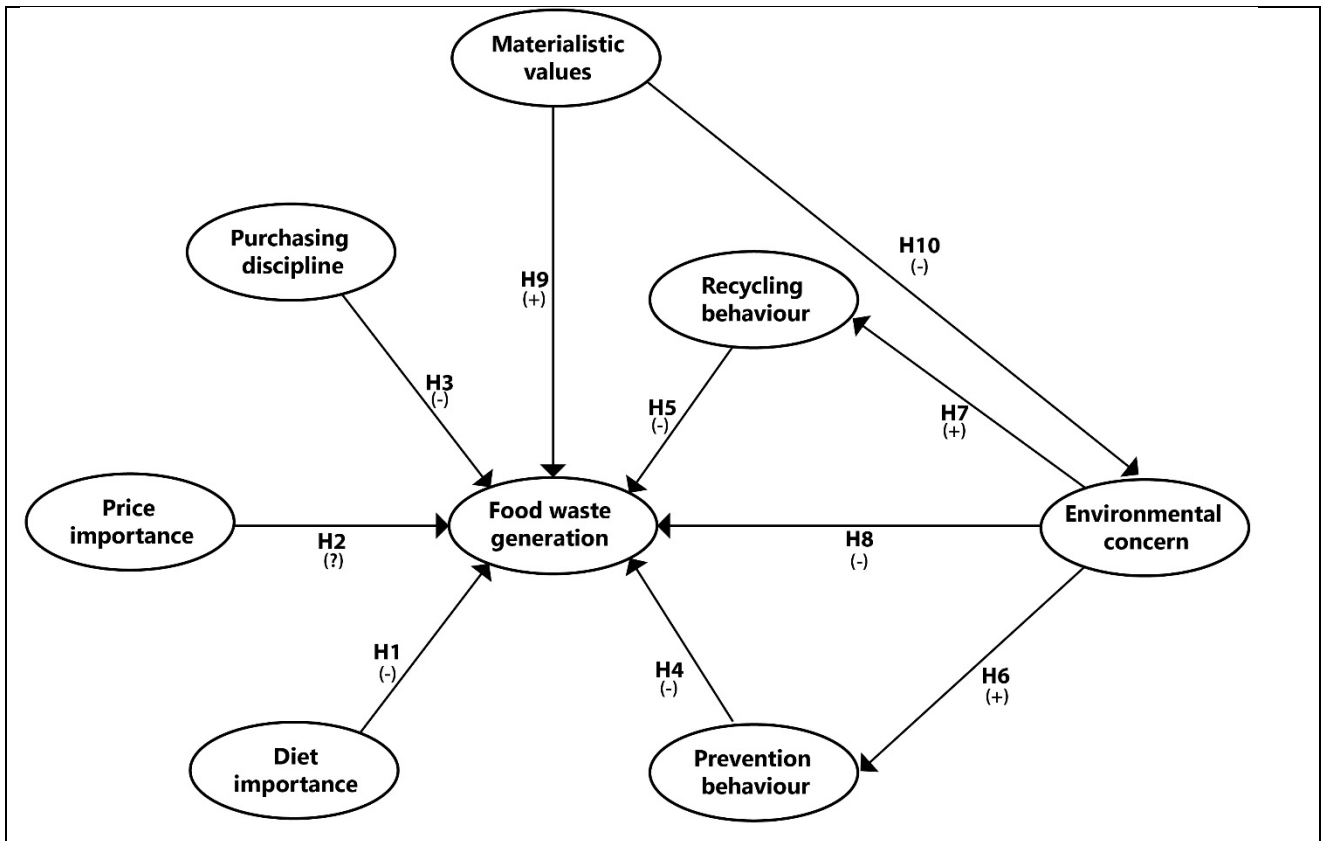 Materialistic
values
Purchasing
discipline
H10
(-)
H9
(+)
Recycling
behaviour
H3
(-)
H5
(-)
H7
(+)
Price
importance
H2
(?)
Food waste
generation
H8
(-)
Environmental
concern
H1
(-)
H4
(-)
H6
(+)
Diet
importance
Prevention
behaviour